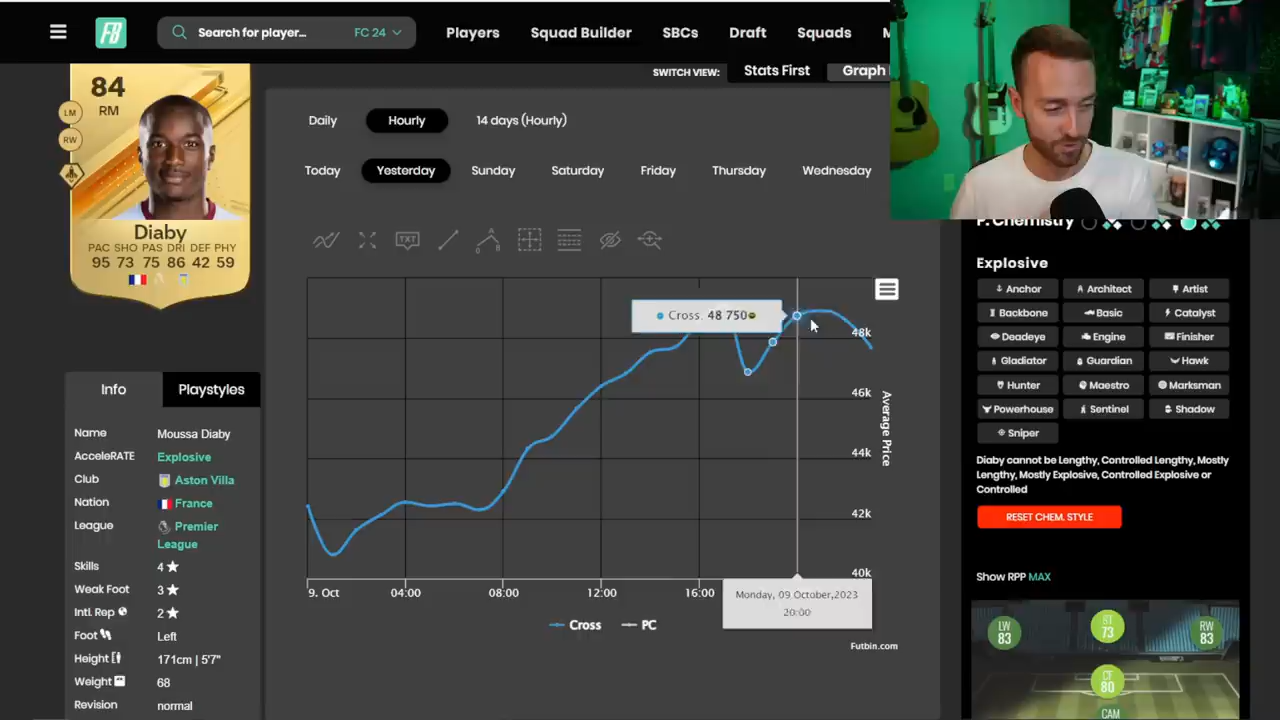 FB
Search for player...
FC 24
Players
Squad Builder
SBCs
Draft
Squads
M
SWITCH VIEW:
Stats First
Graph
84
RM
LM
RW
Diaby
PAC SHO PAS DRI DEF PHY
95 73 75 86 42 59
Daily
Hourly
14 days (Hourly)
Today
Yesterday
Sunday
Saturday
Friday
Thursday
Wednesday
TXT
Cross: 48 750
48k
46k
44k
42k
40k
Average Price
9. Oct
04:00
08:00
12:00
16:00
Monday, 09 October,2023
20:00
Cross
PC
Futbin.com
Info
Playstyles
Name Moussa Diaby
AcceleRATE Explosive
Club Aston Villa
Nation France
League Premier
League
Skills 4
Weak Foot 3
Intl. Rep 2
Foot Left
Height 171cm | 5'7"
Weight 68
Revision normal
P. Chemistry
Explosive
Anchor
Architect
Artist
Backbone
Basic
Catalyst
Deadeye
Engine
Finisher
Gladiator
Guardian
Hawk
Hunter
Maestro
Marksman
Powerhouse
Sentinel
Shadow
Sniper
Diaby cannot be Lengthy, Controlled Lengthy, Mostly
Lengthy, Mostly Explosive, Controlled Explosive or
Controlled
RESET CHEM. STYLE
Show RPP MAX
LW
83
ST
73
RW
83
CF
80
CAM